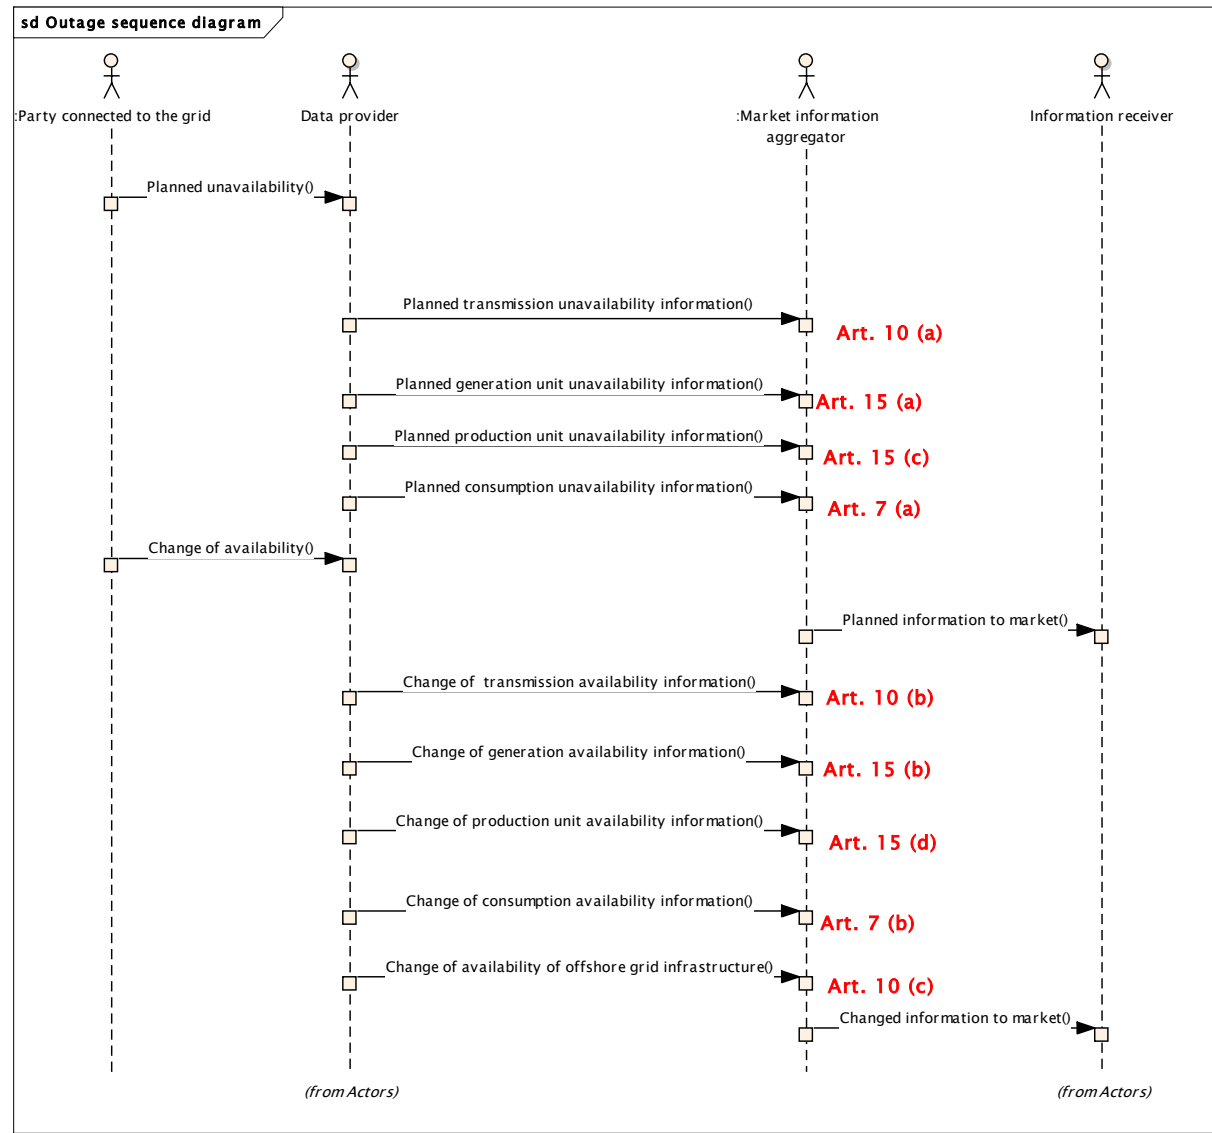 sd Outage sequence diagram
:Party connected to the grid
Data provider
:Market information
aggregator
Information receiver
Planned unavailability()
Planned transmission unavailability information()
Art. 10 (a)
Planned generation unit unavailability information()
Art. 15 (a)
Planned production unit unavailability information()
Art. 15 (c)
Planned consumption unavailability information()
Art. 7 (a)
Change of availability()
Planned information to market()
Change of  transmission availability information()
Art. 10 (b)
Change of generation availability information()
Art. 15 (b)
Change of production unit availability information()
Art. 15 (d)
Change of consumption availability information()
Art. 7 (b)
Change of availability of offshore grid infrastructure()
Art. 10 (c)
Changed information to market()
(from Actors)
(from Actors)